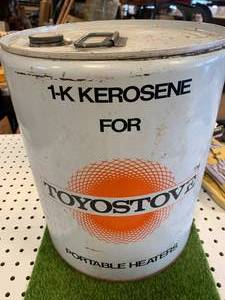 1-K KEROSENE
FOR
TOYOSTOVE
PORTABLE HEATERS